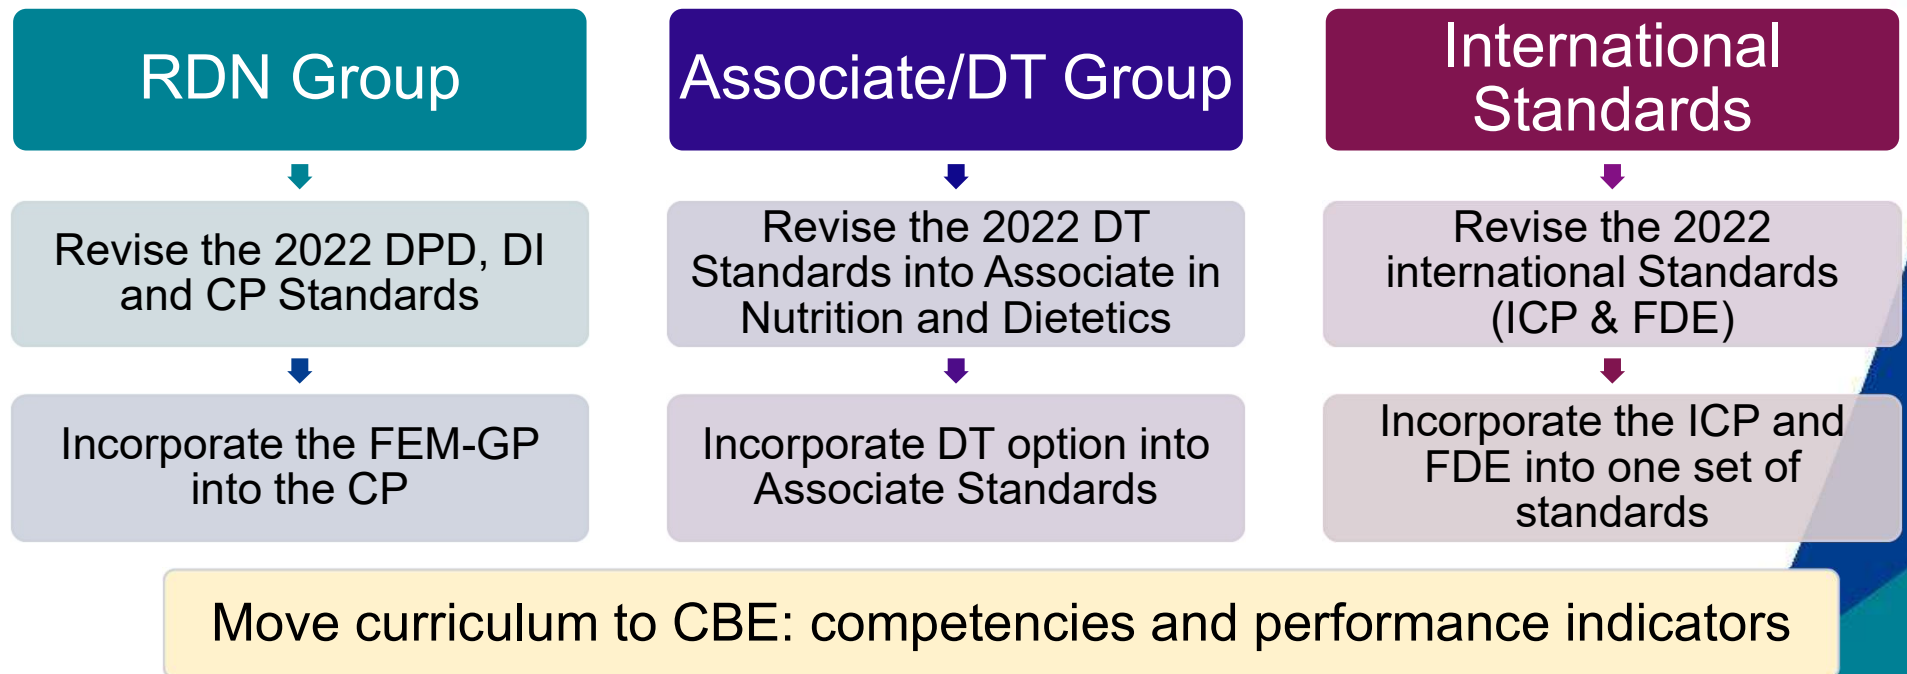 RDN Group
Revise the 2022 DPD, DI
and CP Standards
Incorporate the FEM-GP
into the CP
Associate/DT Group
Revise the 2022 DT
Standards into Associate in
Nutrition and Dietetics
Incorporate DT option into
Associate Standards
International
Standards
Revise the 2022
international Standards
(ICP & FDE)
Incorporate the ICP and
FDE into one set of
standards
Move curriculum to CBE: competencies and performance indicators